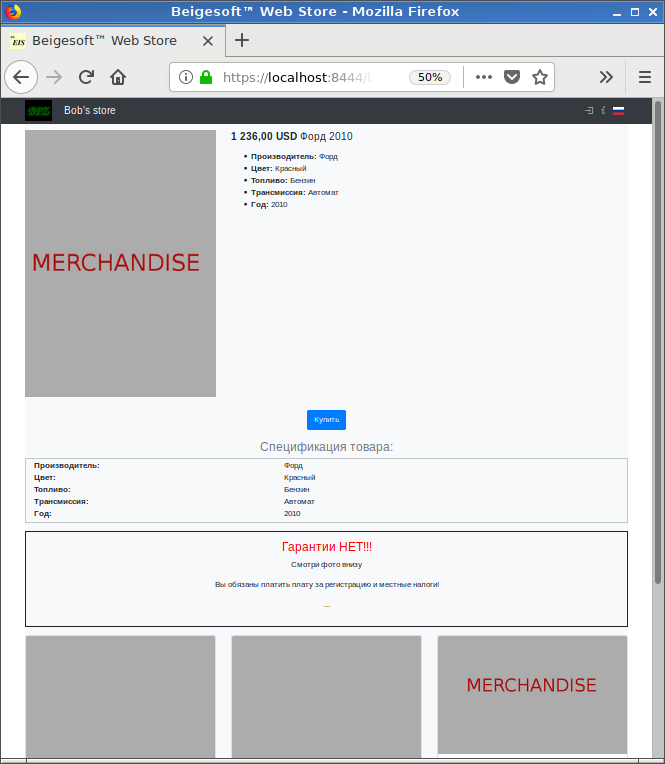 Beigesoft™ Web Store - Mozilla Firefox
EIS Beigesoft™ Web Store
https://localhost:8444/ 50%
Bob's store
MERCHANDISE
1 236,00 USD Форд 2010
Производитель: Форд
Цвет: Красный
Топливо: Бензин
Трансмиссия: Автомат
Год: 2010
Купить
Спецификация товара:
Производитель: Форд
Цвет: Красный
Топливо: Бензин
Трансмиссия: Автомат
Год: 2010
Гарантии НЕТ!!!
Смотри фото внизу
Вы обязаны платить плату за регистрацию и местные налоги!
...
MERCHANDISE